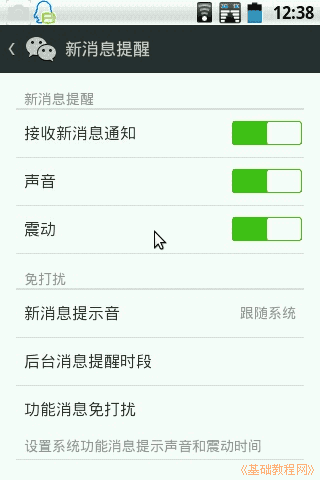 12:38
新消息提醒
新消息提醒
接收新消息通知
声音
震动
免打扰
新消息提示音 跟随系统
后台消息提醒时段
功能消息免打扰
设置系统功能消息提示声音和震动时间
《基础教程网》